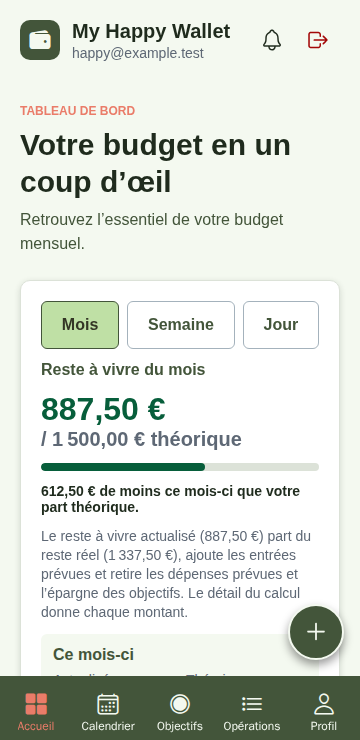 My Happy Wallet
happy@example.test
TABLEAU DE BORD
Votre budget en un
coup d’œil
Retrouvez l’essentiel de votre budget
mensuel.
Mois Semaine Jour
Reste à vivre du mois
887,50 €
/ 1 500,00 € théorique
612,50 € de moins ce mois-ci que votre
part théorique.
Le reste à vivre actualisé (887,50 €) part du
reste réel (1 337,50 €), ajoute les entrées
prévues et retire les dépenses prévues et
l’épargne des objectifs. Le détail du calcul
donne chaque montant.
Ce mois-ci
Accueil Calendrier Objectifs Opérations Profil